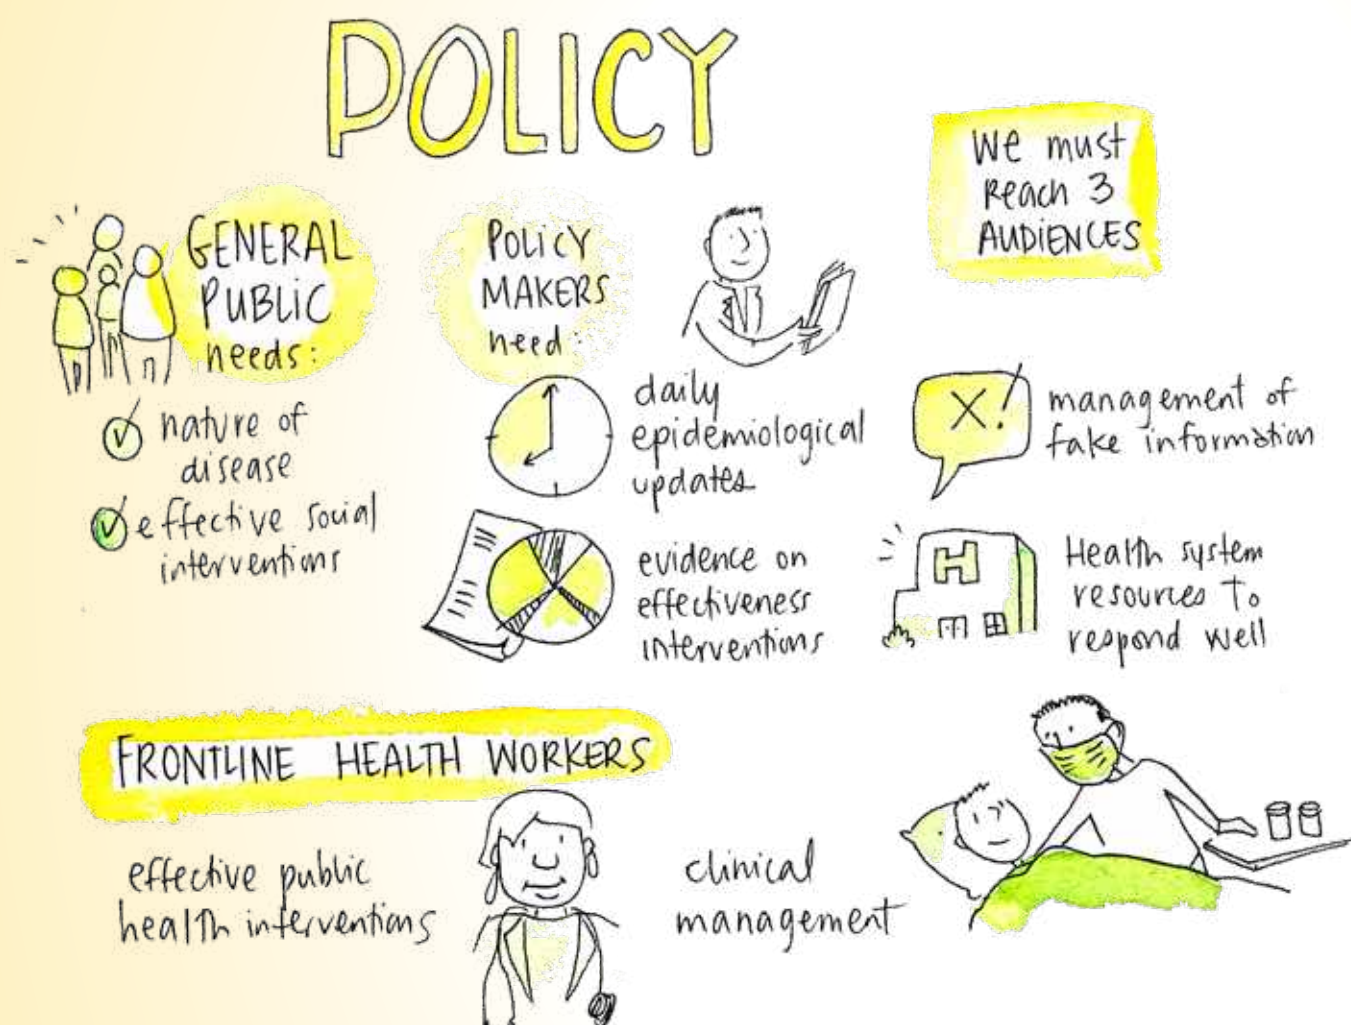 POLICY
We must
Reach 3
AUDIENCES
GENERAL
PUBLIC
needs:
nature of
disease
effective social
interventions
POLICY
MAKERS
need:
daily
epidemiological
updates
evidence on
effectiveness
interventions
X!
management of
fake information
H
Health system
resources to
respond well
FRONTLINE HEALTH WORKERS
effective public
health interventions
clinical
management